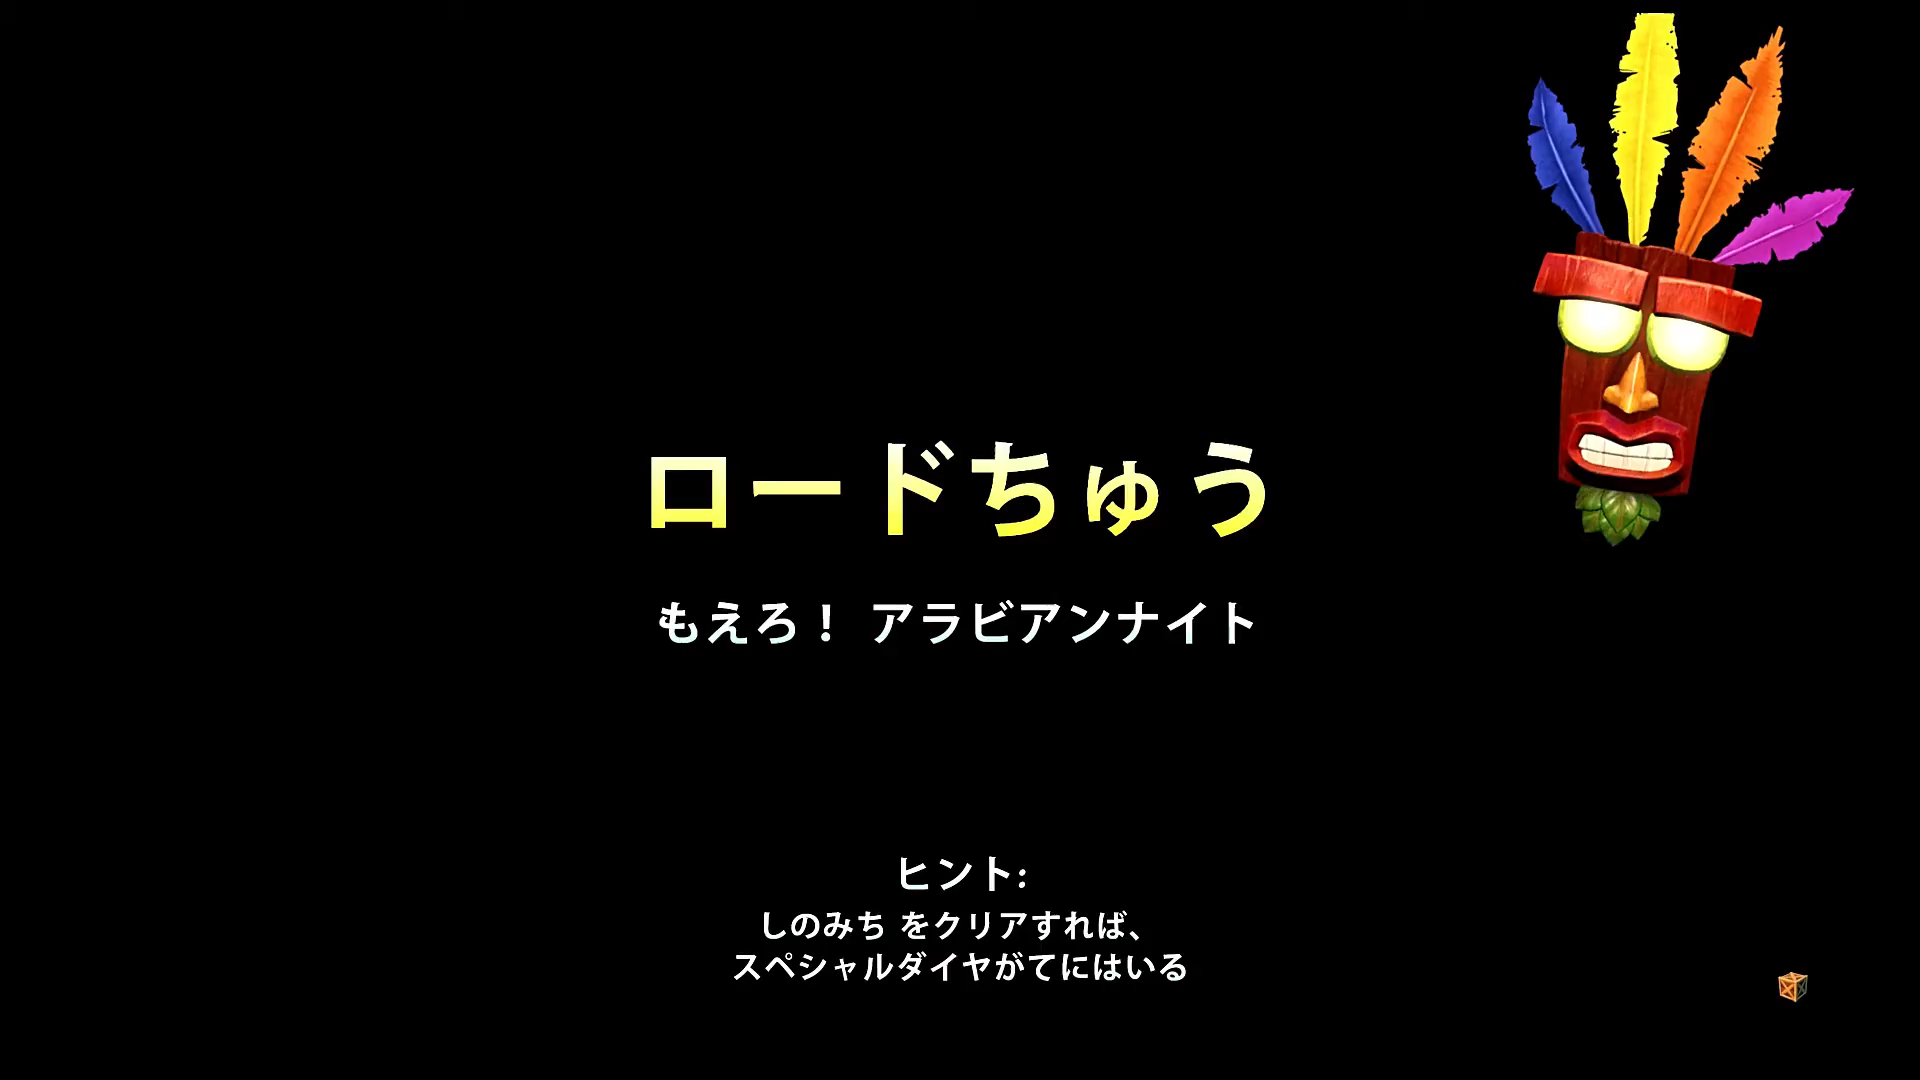 ロードちゅう
もえろ！ アラビアンナイト
ヒント:
しのみち をクリアすれば、
スペシャルダイヤがてにはいる